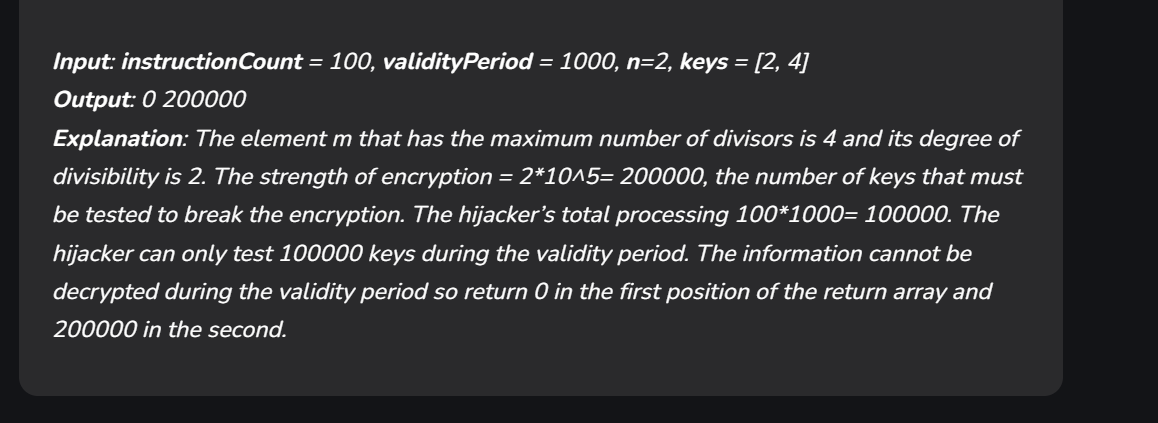 Input: instructionCount = 100, validityPeriod = 1000, n=2, keys = [2, 4]
Output: 0 200000
Explanation: The element m that has the maximum number of divisors is 4 and its degree of
divisibility is 2. The strength of encryption = 2*10^5= 200000, the number of keys that must
be tested to break the encryption. The hijacker’s total processing 100*1000= 100000. The
hijacker can only test 100000 keys during the validity period. The information cannot be
decrypted during the validity period so return 0 in the first position of the return array and
200000 in the second.